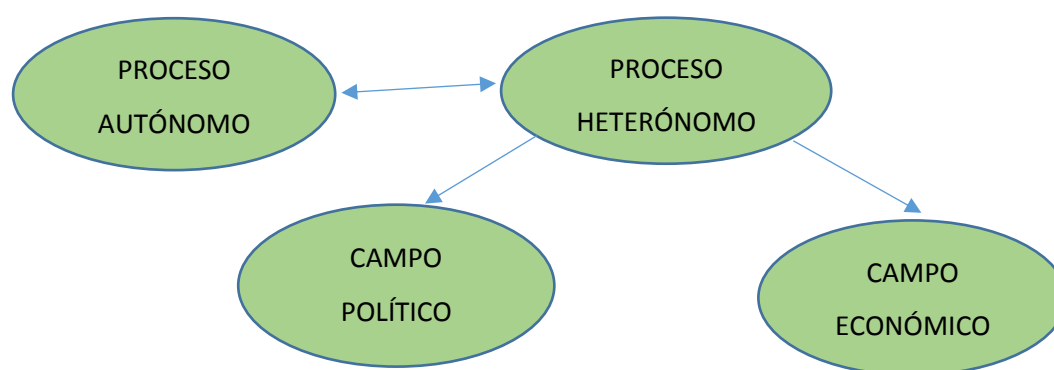 PROCESO
AUTÓNOMO
PROCESO
HETERÓNOMO
CAMPO
POLÍTICO
CAMPO
ECONÓMICO